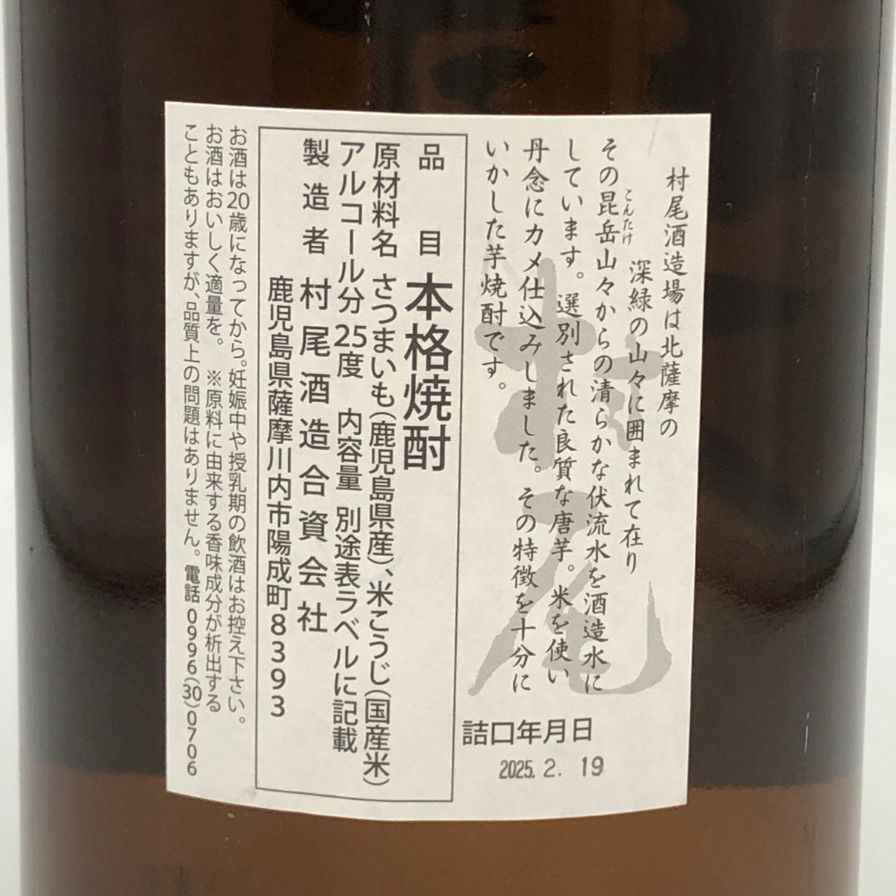 村尾酒造場は北薩摩の
深緑の山々に囲まれて在り
こんたけ
その昆岳山々からの清らかな伏流水を酒造水に
しています。選別された良質な唐芋。米を使い
丹念にカメ仕込みしました。その特徴を十分に
いかした芋焼酎です。
村尾
詰口年月日
2025. 2. 19
品目 本格焼酎
原材料名 さつまいも(鹿児島県産)、米こうじ(国産米)
アルコール分 25度 内容量 別途表ラベルに記載
製造者 村尾酒造合資会社
鹿児島県薩摩川内市陽成町8393
お酒は20歳になってから。妊娠中や授乳期の飲酒はお控え下さい。
お酒はおいしく適量を。 ※原料に由来する香味成分が析出する
こともありますが、品質上の問題はありません。電話 0996(30)0706